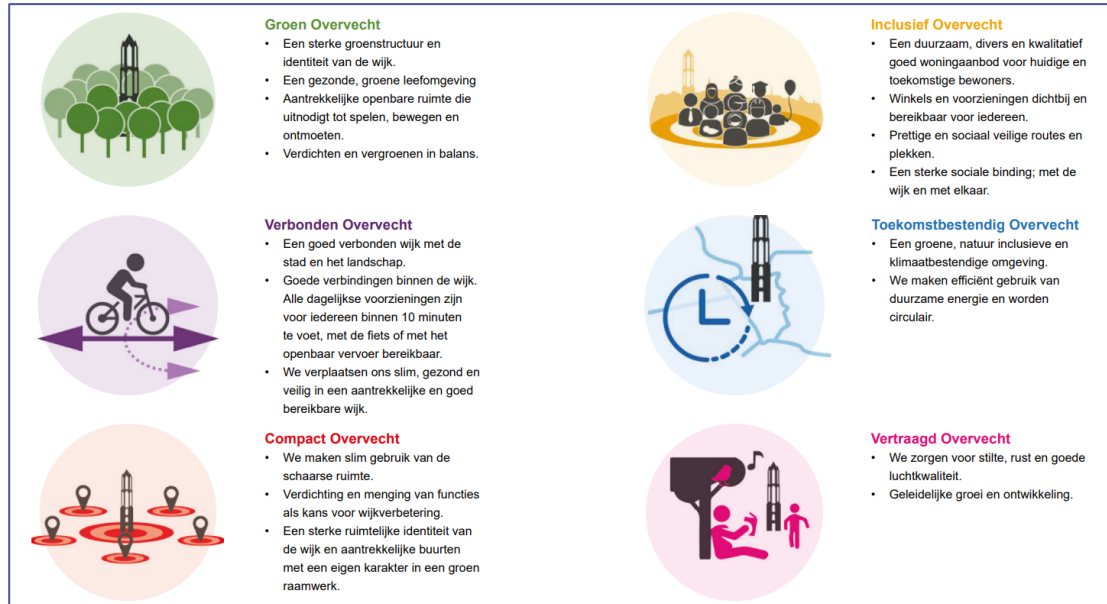 Groen Overvecht
• Een sterke groenstructuur en
identiteit van de wijk.
• Een gezonde, groene leefomgeving
• Aantrekkelijke openbare ruimte die
uitnodigt tot spelen, bewegen en
ontmoeten.
• Verdichten en vergroenen in balans.
Inclusief Overvecht
• Een duurzaam, divers en kwalitatief
goed woningaanbod voor huidige en
toekomstige bewoners.
• Winkels en voorzieningen dichtbij en
bereikbaar voor iedereen.
• Prettige en sociaal veilige routes en
plekken.
• Een sterke sociale binding; met de
wijk en met elkaar.
Verbonden Overvecht
• Een goed verbonden wijk met de
stad en het landschap.
• Goede verbindingen binnen de wijk.
Alle dagelijkse voorzieningen zijn
voor iedereen binnen 10 minuten
te voet, met de fiets of met het
openbaar vervoer bereikbaar.
• We verplaatsen ons slim, gezond en
veilig in een aantrekkelijke en goed
bereikbare wijk.
Toekomstbestendig Overvecht
• Een groene, natuur inclusieve en
klimaatbestendige omgeving.
• We maken efficiënt gebruik van
duurzame energie en worden
circulair.
Compact Overvecht
• We maken slim gebruik van de
schaarse ruimte.
• Verdichting en menging van functies
als kans voor wijkverbetering.
• Een sterke ruimtelijke identiteit van
de wijk en aantrekkelijke buurten
met een eigen karakter in een groen
raamwerk.
Vertraagd Overvecht
• We zorgen voor stilte, rust en goede
luchtkwaliteit.
• Geleidelijke groei en ontwikkeling.